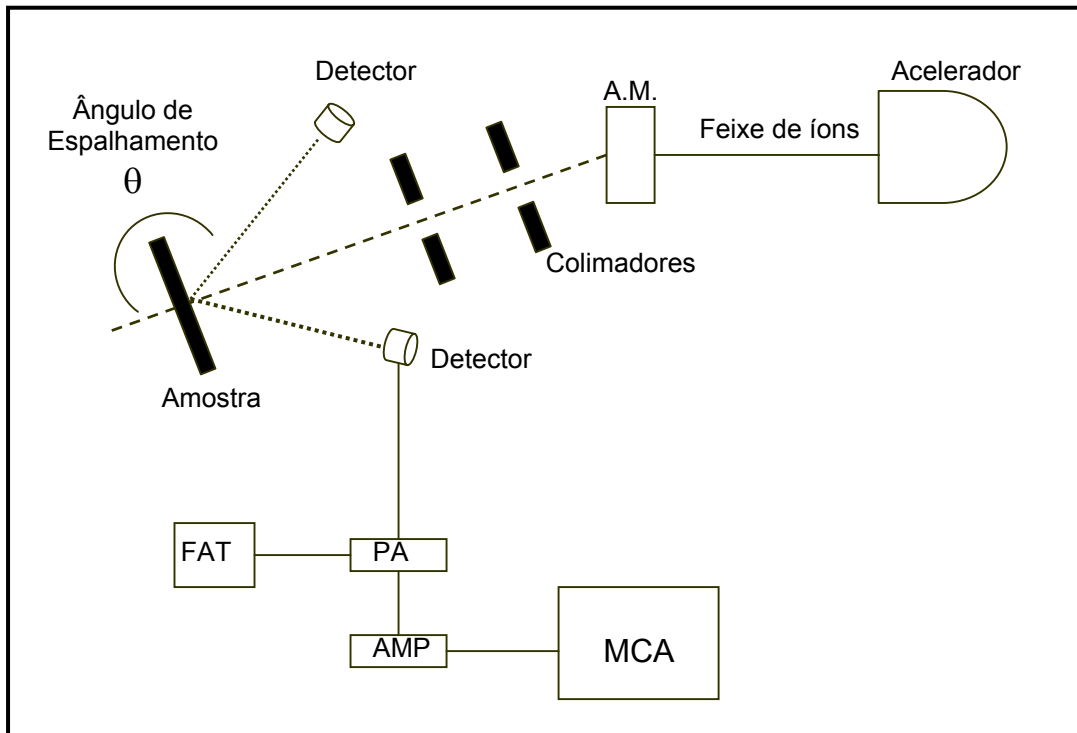 Detector
Acelerador
A.M.
Ângulo de
Espalhamento
θ
Feixe de íons
Colimadores
Detector
Amostra
FAT
PA
AMP
MCA